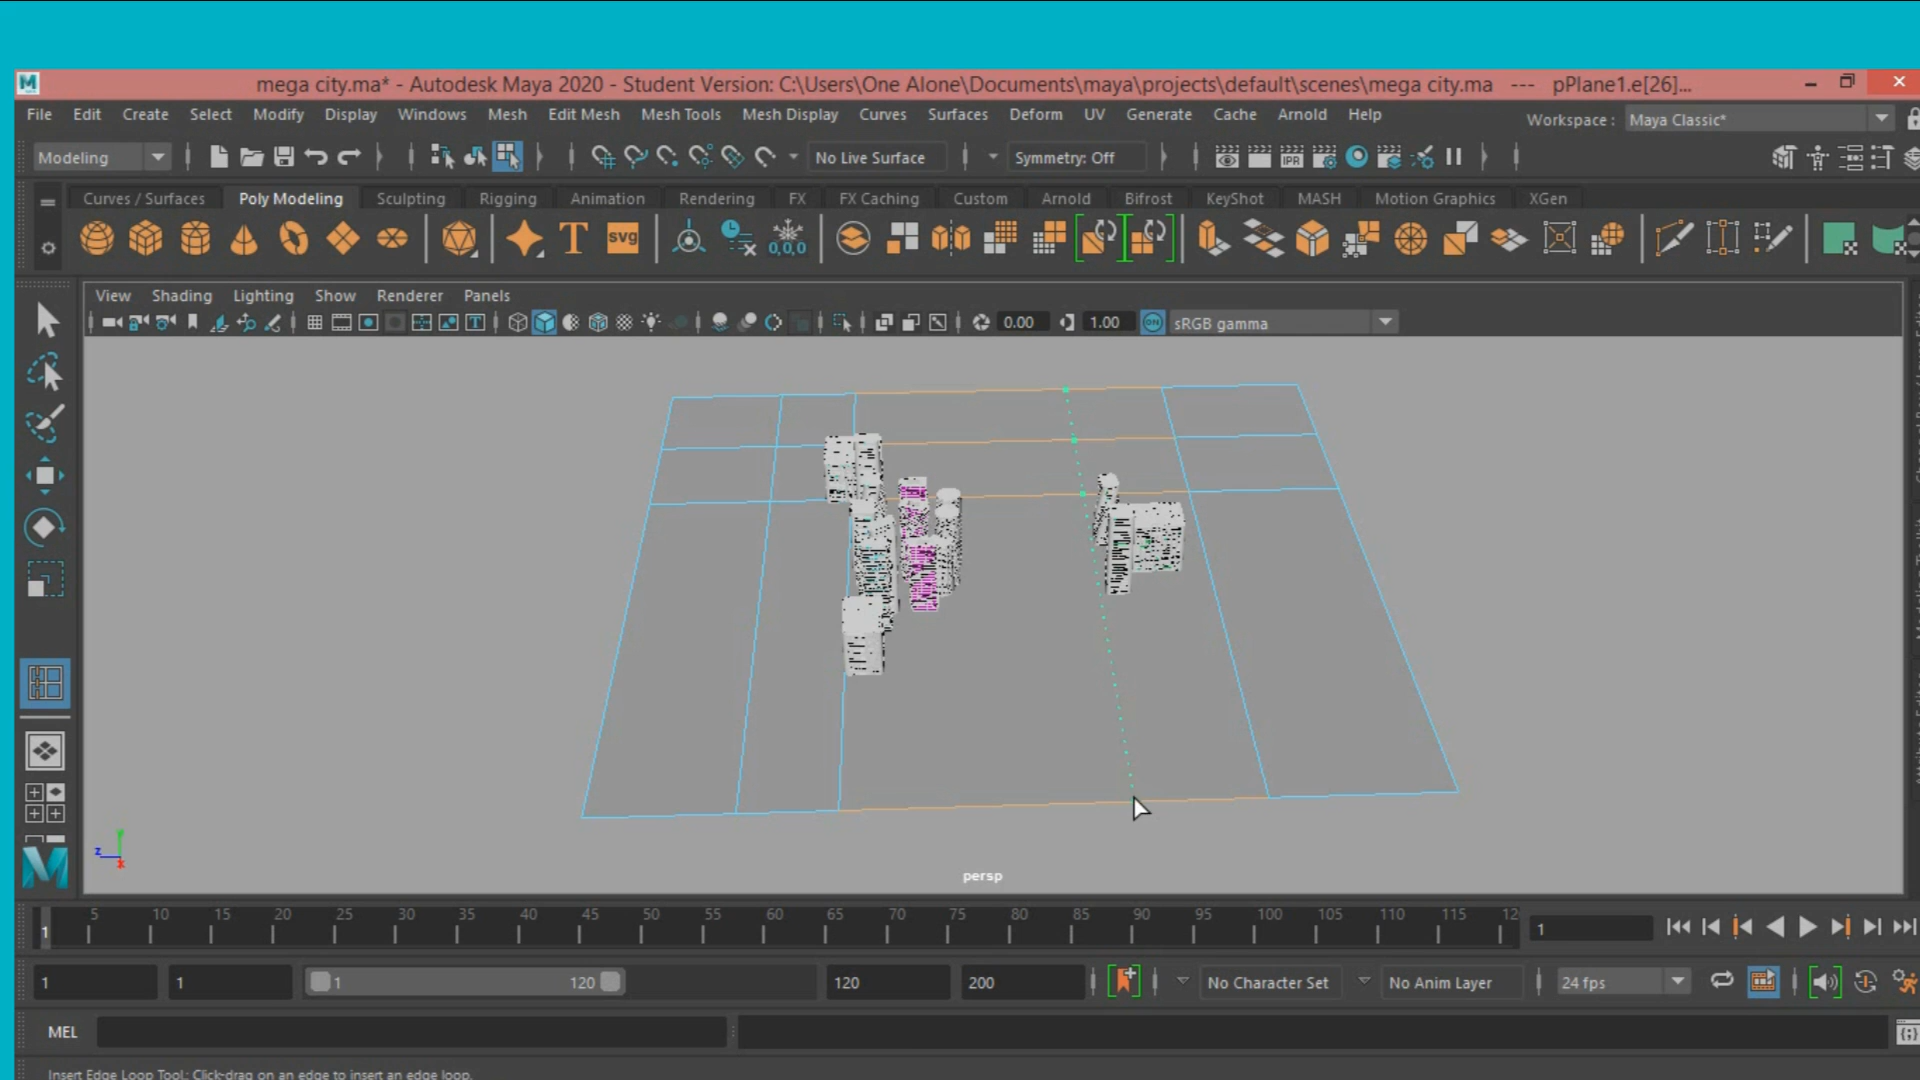 mega city.ma* - Autodesk Maya 2020 - Student Version: C:\Users\One Alone\Documents\maya\projects\default\scenes\mega city.ma --- pPlane1.e[26]...
File Edit Create Select Modify Display Windows Mesh Edit Mesh Mesh Tools Mesh Display Curves Surfaces Deform UV Generate Cache Arnold Help Workspace : Maya Classic*
Modeling No Live Surface Symmetry: Off IPR
Curves / Surfaces Poly Modeling Sculpting Rigging Animation Rendering FX FX Caching Custom Arnold Bifrost KeyShot MASH Motion Graphics XGen
T svg 0,0,0
View Shading Lighting Show Renderer Panels
0.00 1.00 ON sRGB gamma
y
z
x
persp
5 10 15 20 25 30 35 40 45 50 55 60 65 70 75 80 85 90 95 100 105 110 115 12
1 1
1 1 1 120 120 200 No Character Set No Anim Layer 24 fps
MEL
Insert Edge Loop Tool: Click-drag on an edge to insert an edge loop.